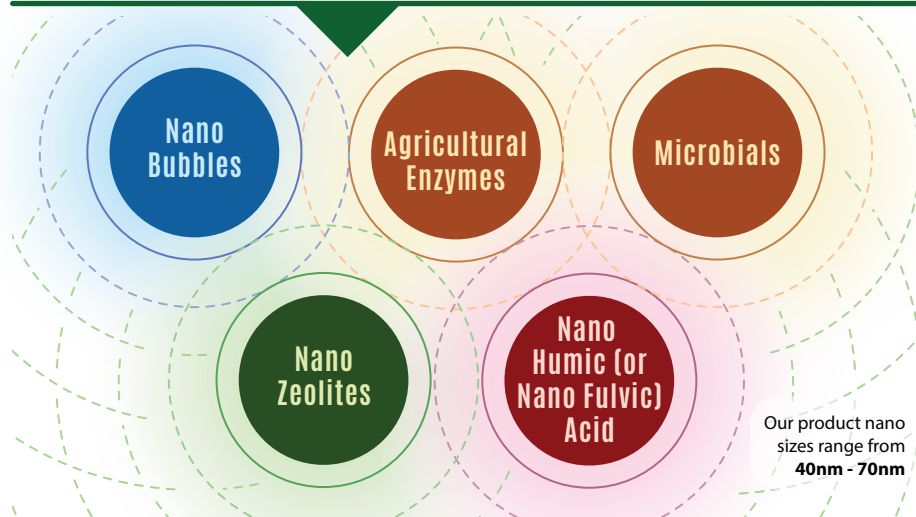 Nano
Bubbles
Agricultural
Enzymes
Microbials
Nano
Zeolites
Nano
Humic (or
Nano Fulvic)
Acid
Our product nano
sizes range from
40nm - 70nm